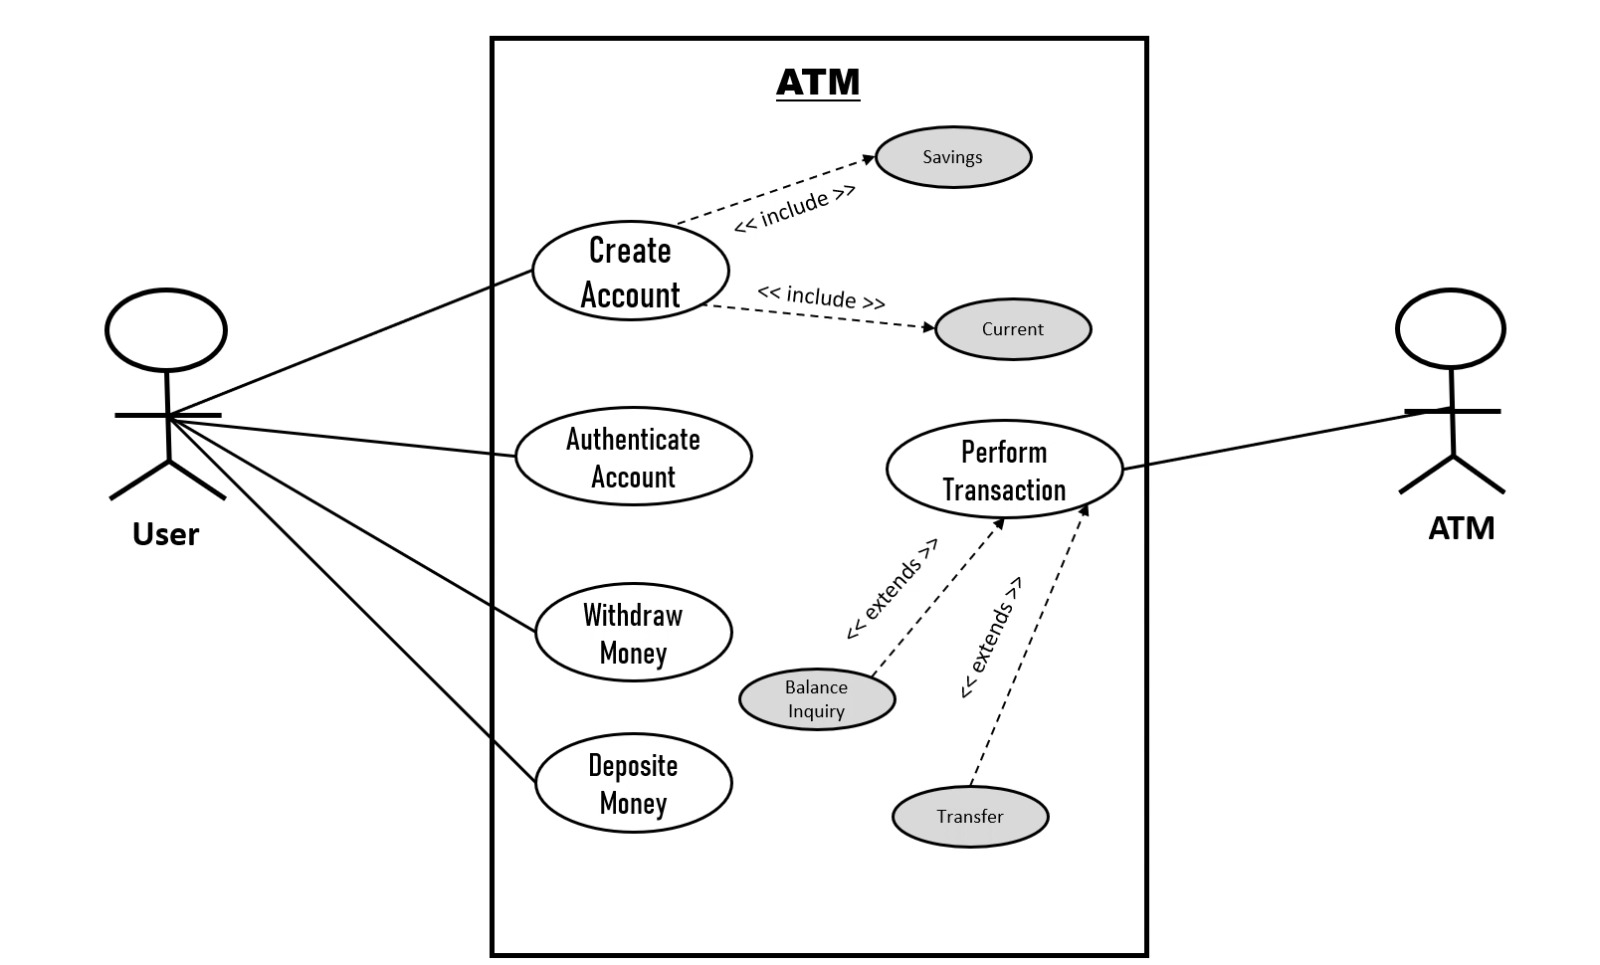 ATM
Savings
<< include >>
Create
Account
<< include >>
Current
User
Authenticate
Account
Perform
Transaction
ATM
<< extends >>
<< extends >>
Withdraw
Money
Balance
Inquiry
Deposite
Money
Transfer